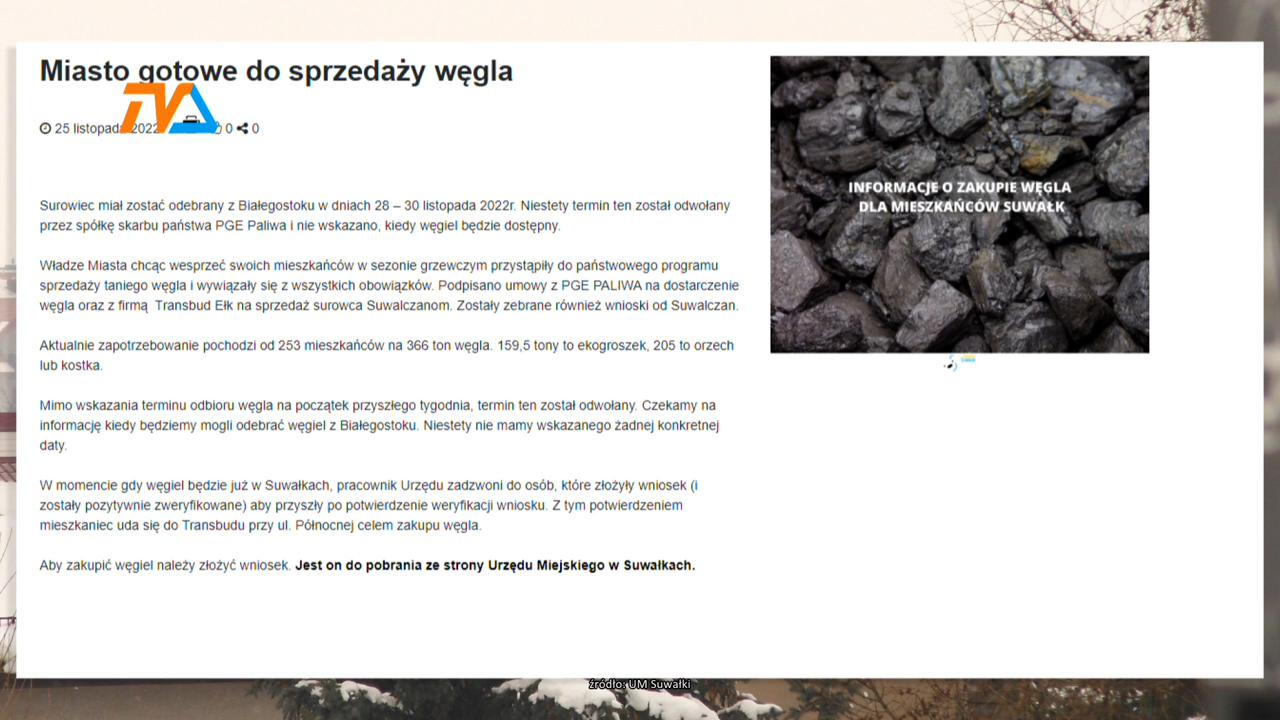 Miasto gotowe do sprzedaży węgla
TVA
25 listopada 2022 0 0
Surowiec miał zostać odebrany z Białegostoku w dniach 28 – 30 listopada 2022r. Niestety termin ten został odwołany
przez spółkę skarbu państwa PGE Paliwa i nie wskazano, kiedy węgiel będzie dostępny.
Władze Miasta chcąc wesprzeć swoich mieszkańców w sezonie grzewczym przystąpiły do państwowego programu
sprzedaży taniego węgla i wywiązały się z wszystkich obowiązków. Podpisano umowy z PGE PALIWA na dostarczenie
węgla oraz z firmą Transbud Ełk na sprzedaż surowca Suwalczanom. Zostały zebrane również wnioski od Suwalczan.
Aktualnie zapotrzebowanie pochodzi od 253 mieszkańców na 366 ton węgla. 159,5 tony to ekogroszek, 205 to orzech
lub kostka.
Mimo wskazania terminu odbioru węgla na początek przyszłego tygodnia, termin ten został odwołany. Czekamy na
informację kiedy będziemy mogli odebrać węgiel z Białegostoku. Niestety nie mamy wskazanego żadnej konkretnej
daty.
W momencie gdy węgiel będzie już w Suwałkach, pracownik Urzędu zadzwoni do osób, które złożyły wniosek (i
zostały pozytywnie zweryfikowane) aby przyszły po potwierdzenie weryfikacji wniosku. Z tym potwierdzeniem
mieszkaniec uda się do Transbudu przy ul. Północnej celem zakupu węgla.
Aby zakupić węgiel należy złożyć wniosek. Jest on do pobrania ze strony Urzędu Miejskiego w Suwałkach.
INFORMACJE O ZAKUPIE WĘGLA
DLA MIESZKAŃCÓW SUWAŁK
źródło: UM Suwałki